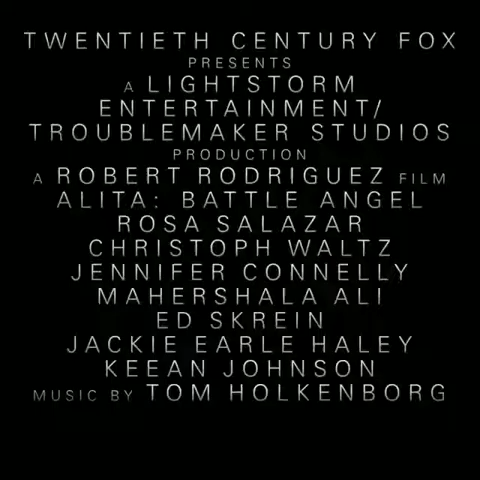 TWENTIETH CENTURY FOX
PRESENTS
A LIGHTSTORM
ENTERTAINMENT/
TROUBLEMAKER STUDIOS
PRODUCTION
A ROBERT RODRIGUEZ FILM
ALITA: BATTLE ANGEL
ROSA SALAZAR
CHRISTOPH WALTZ
JENNIFER CONNELLY
MAHERSHALA ALI
ED SKREIN
JACKIE EARLE HALEY
KEEAN JOHNSON
MUSIC BY TOM HOLKENBORG